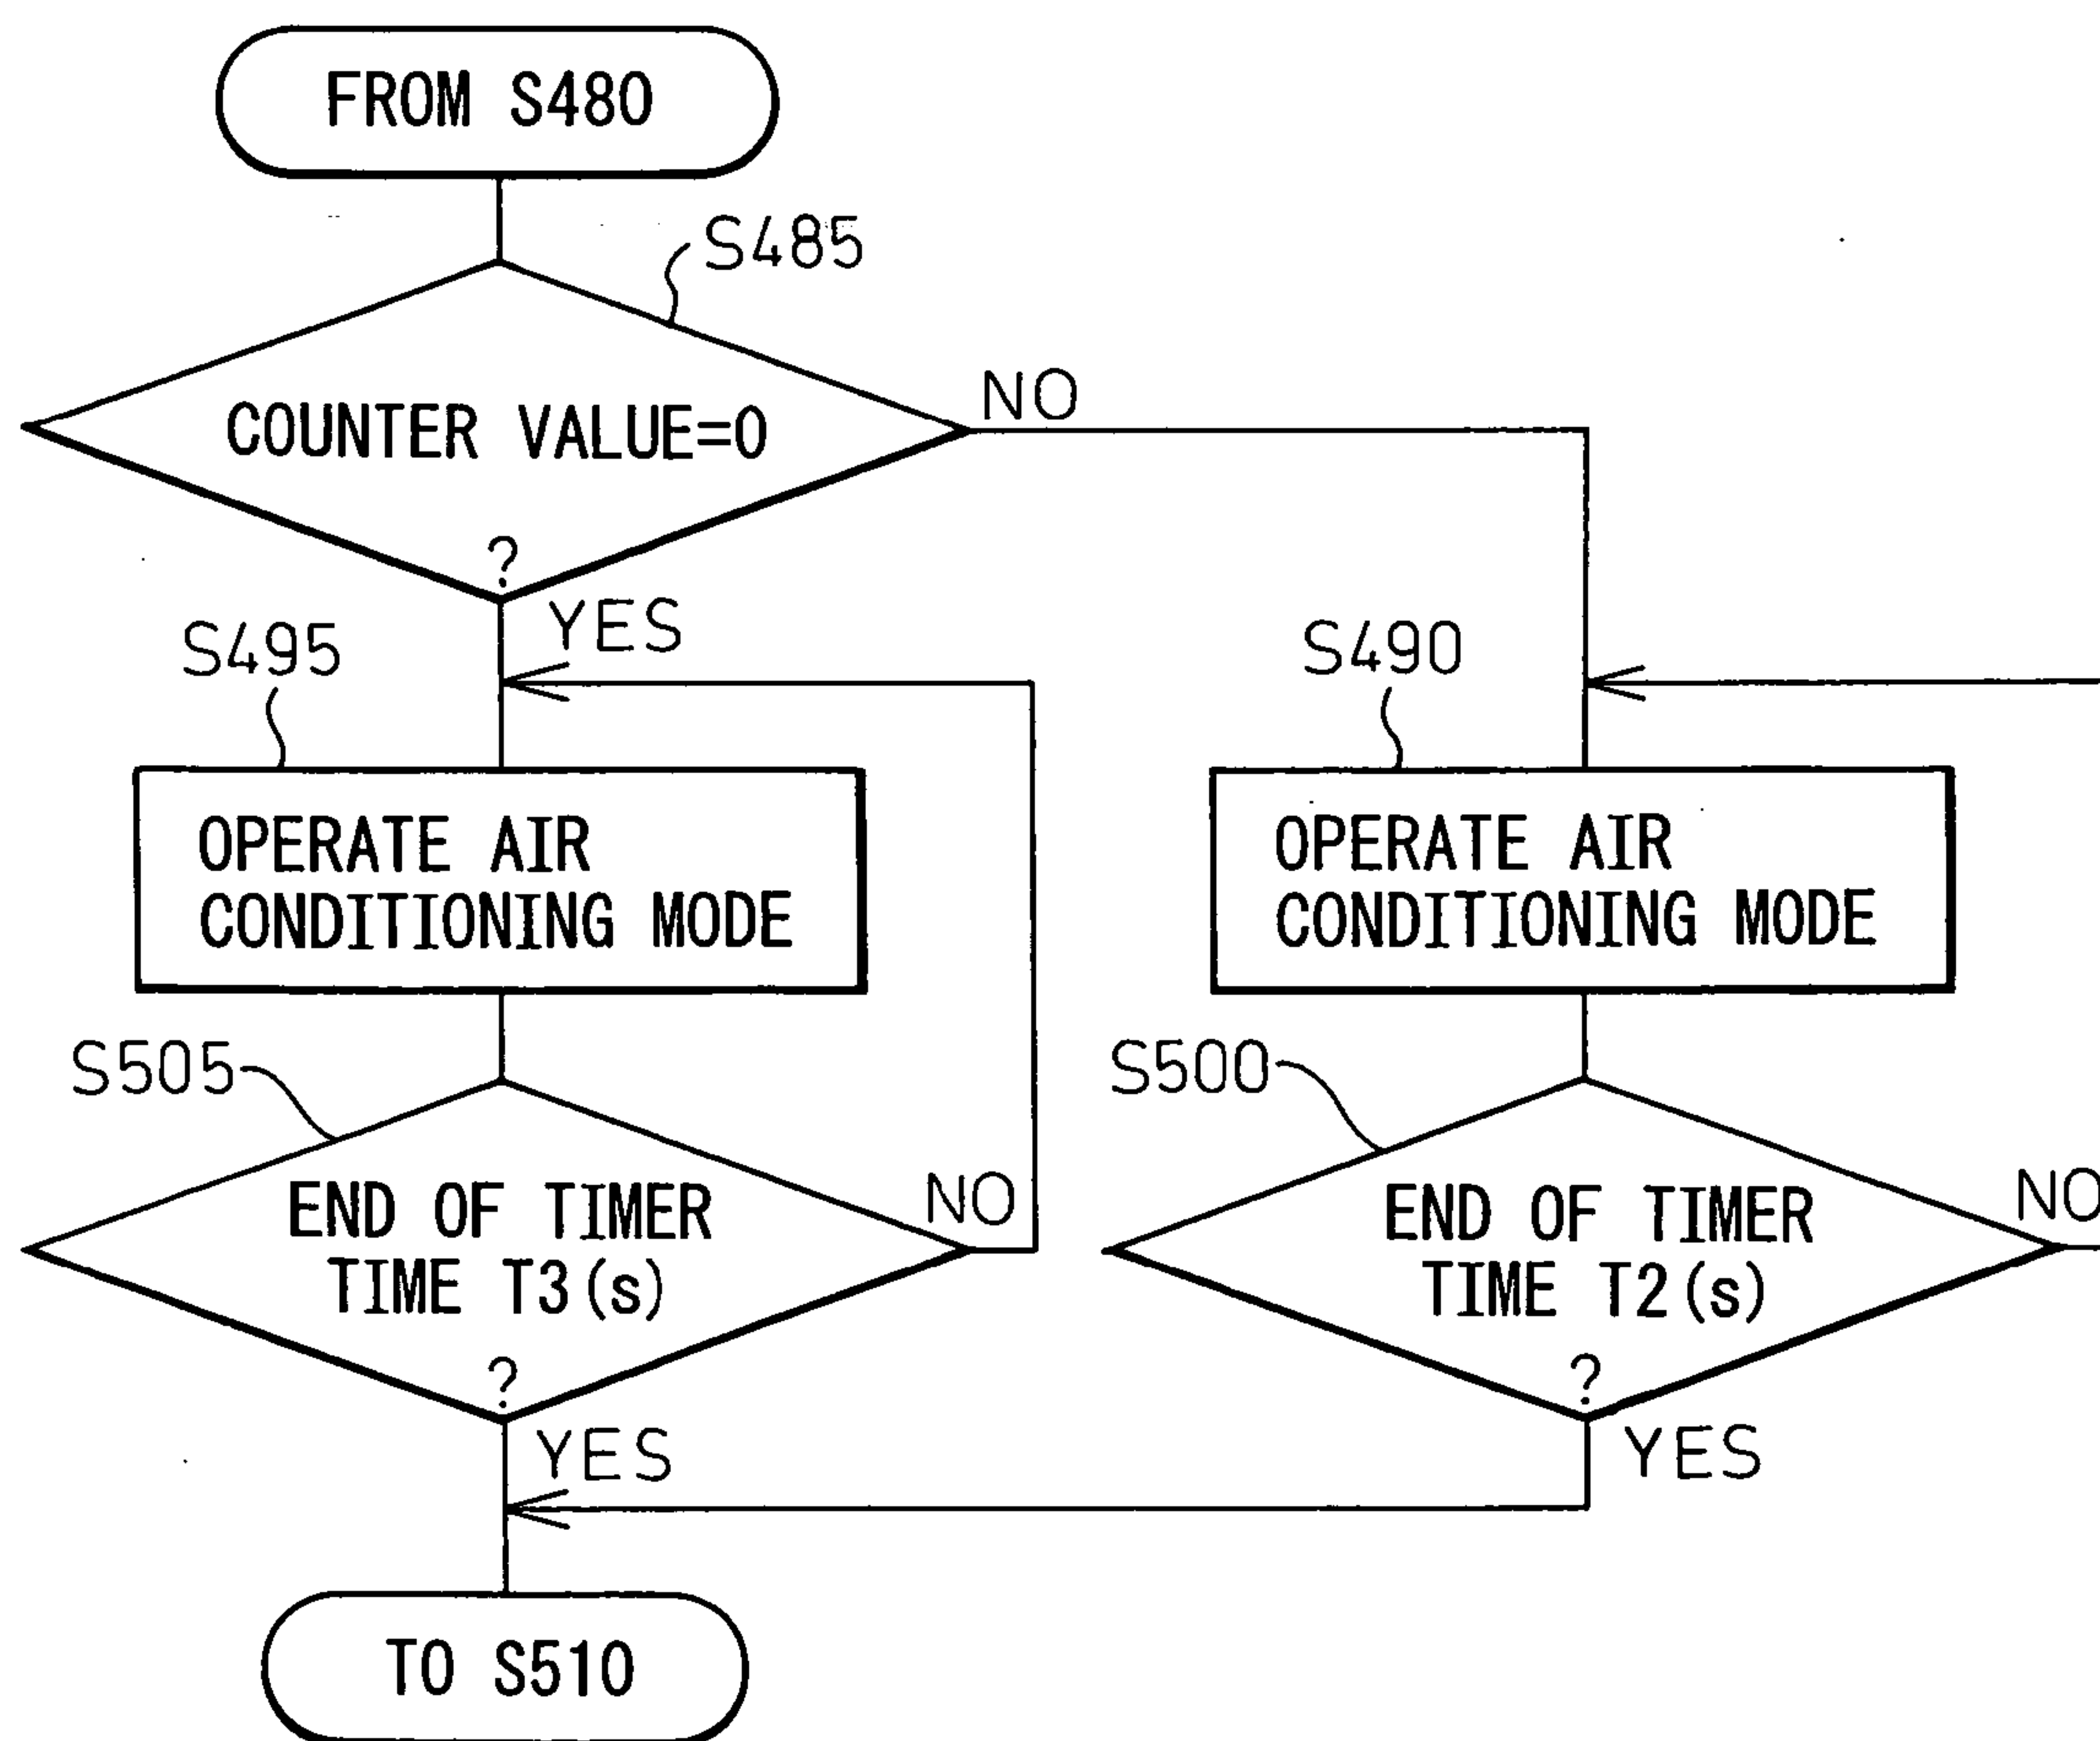 FROM S480
S485
COUNTER VALUE=0
?
NO
YES
S495
OPERATE AIR
CONDITIONING MODE
S490
OPERATE AIR
CONDITIONING MODE
S505
END OF TIMER
TIME T3(s)
?
NO
YES
S500
END OF TIMER
TIME T2(s)
?
NO
YES
TO S510